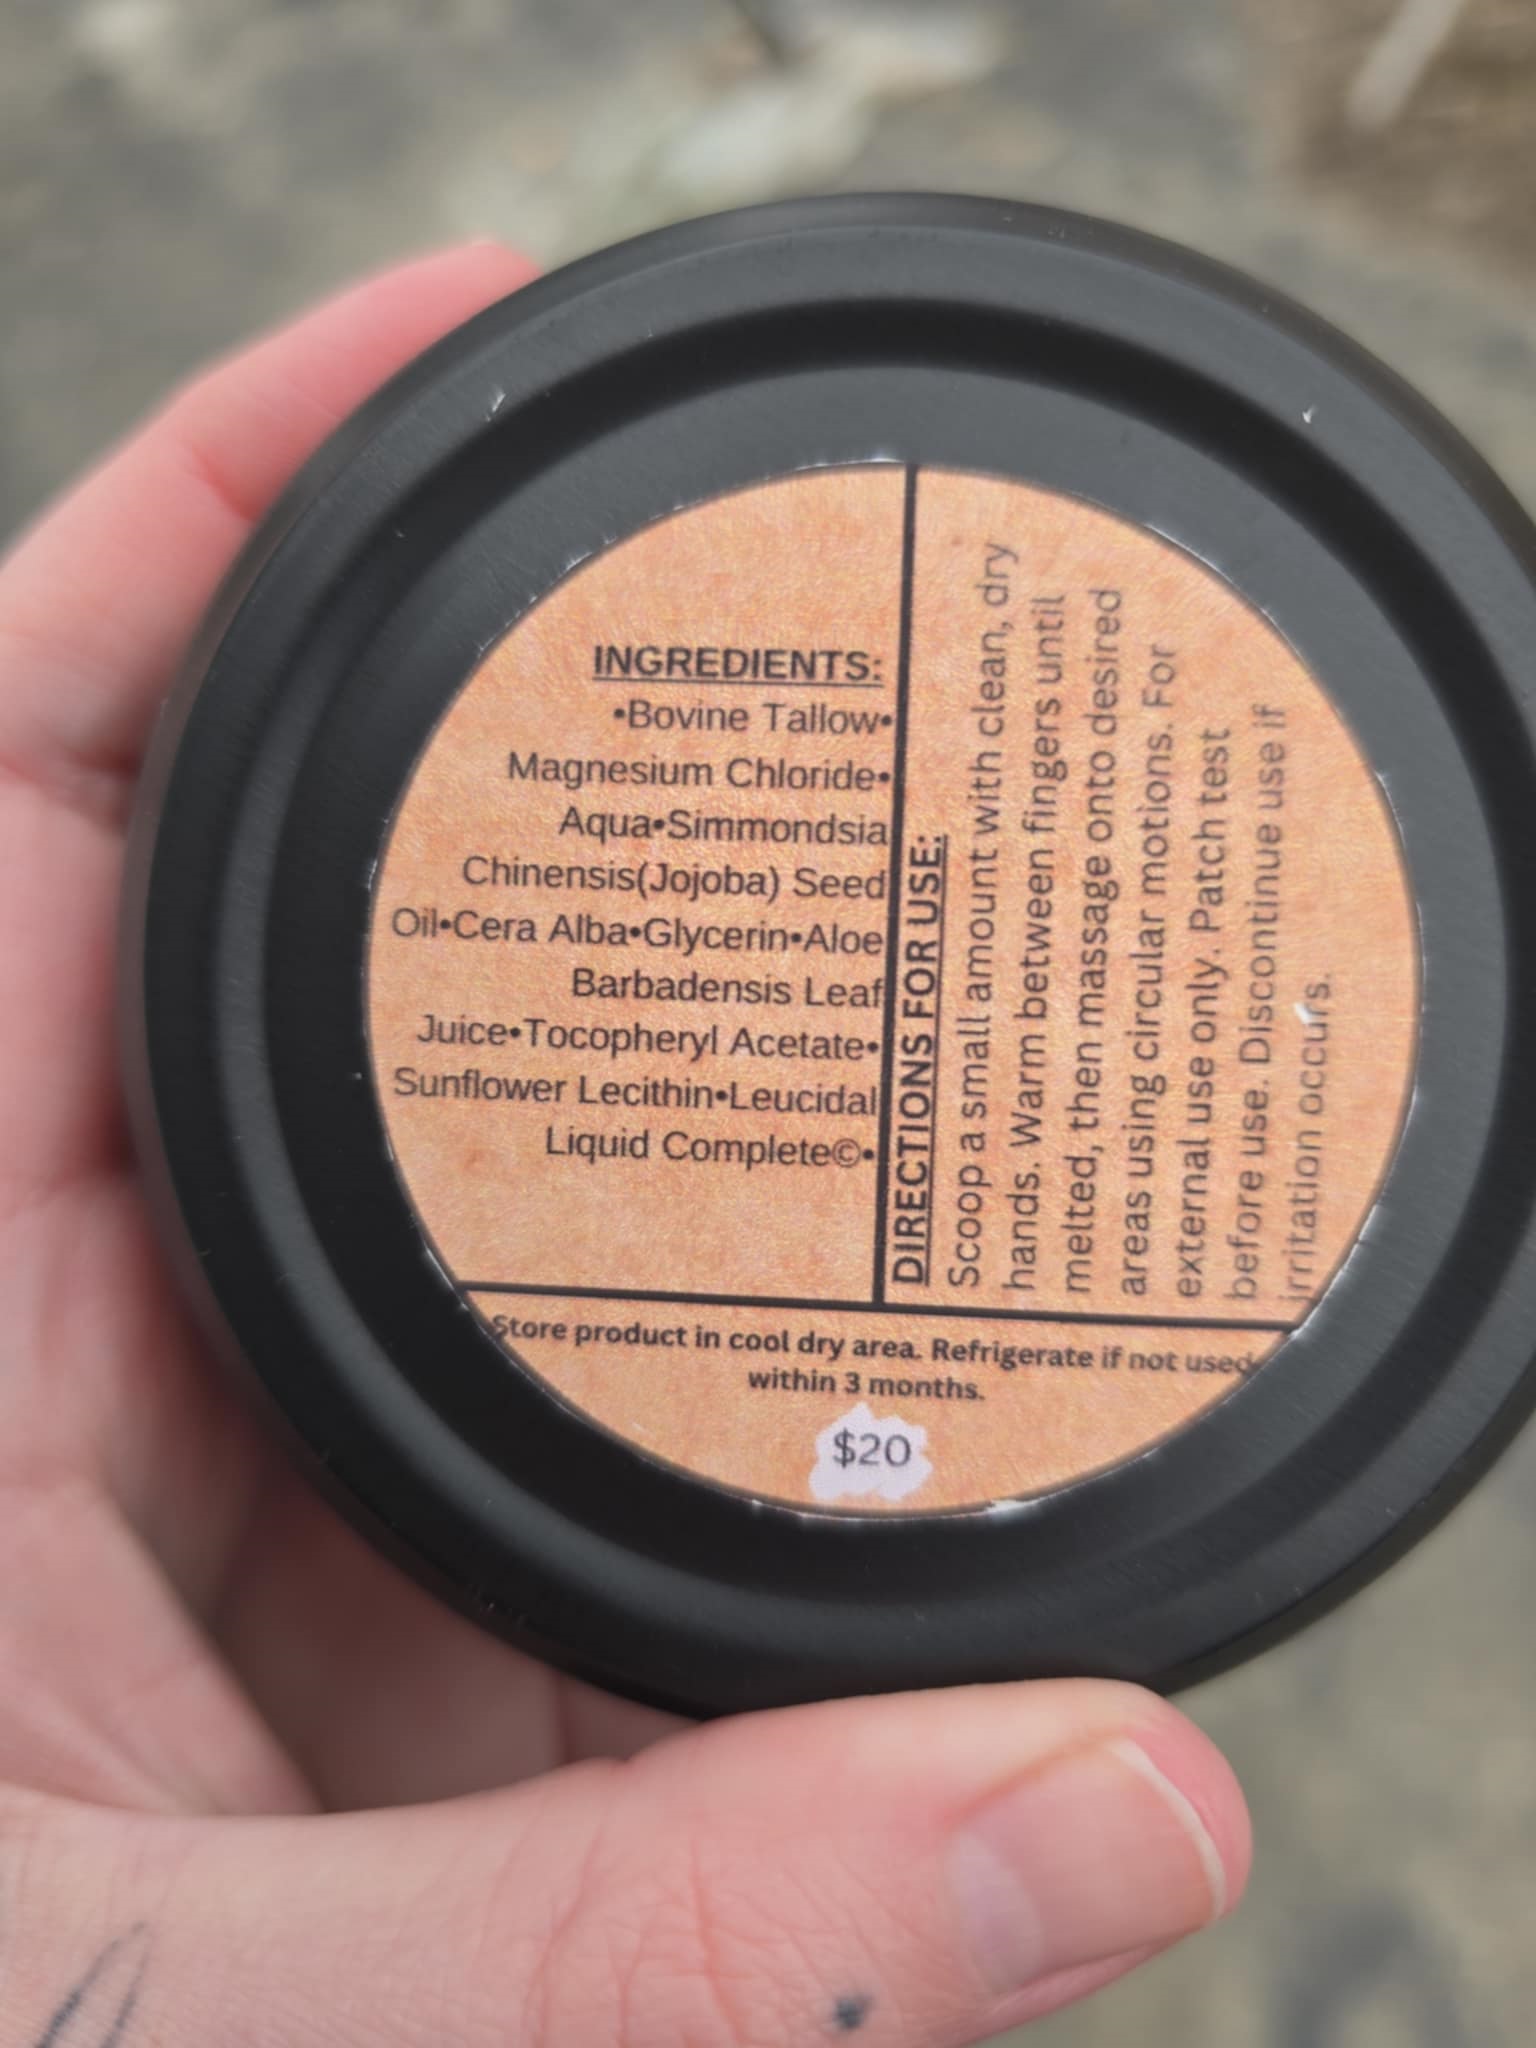 INGREDIENTS:
•Bovine Tallow•
Magnesium Chloride•
Aqua•Simmondsia
Chinensis(Jojoba) Seed
Oil•Cera Alba•Glycerin•Aloe
Barbadensis Leaf
Juice•Tocopheryl Acetate•
Sunflower Lecithin•Leucidal
Liquid Complete©•
DIRECTIONS FOR USE:
Scoop a small amount with clean, dry
hands. Warm between fingers until
melted, then massage onto desired
areas using circular motions. For
external use only. Patch test
before use. Discontinue use if
irritation occurs.
Store product in cool dry area. Refrigerate if not used
within 3 months.
$20